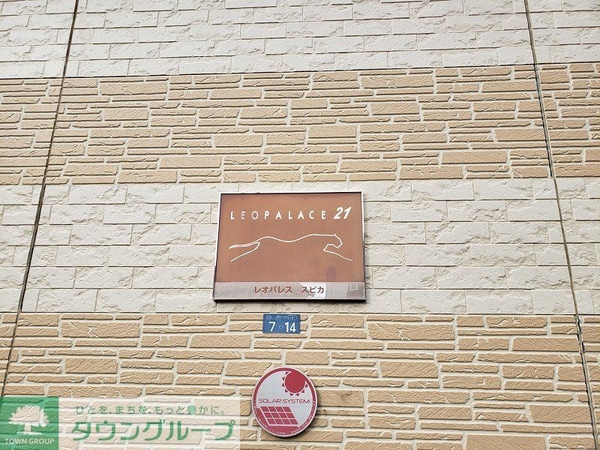 LEOPALACE 21
レオパレス スピカ
7 14
SOLAR-SYSTEM
ひとを、まちを、もっと豊かに。
TOWN GROUP タウングループ